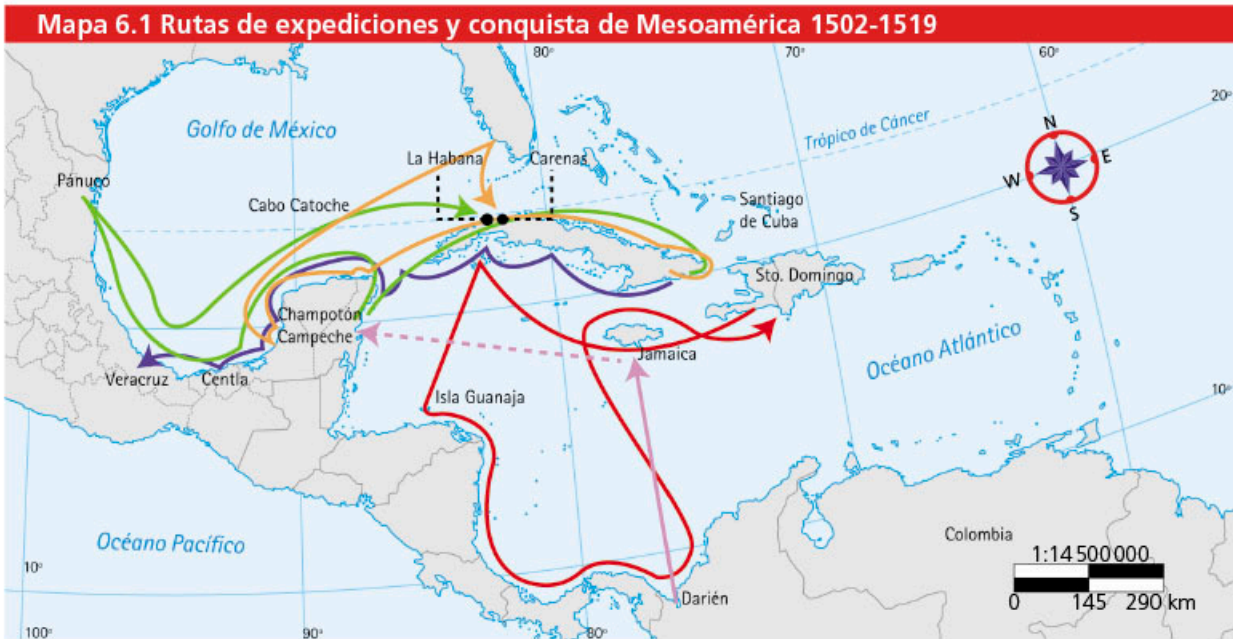 Mapa 6.1 Rutas de expediciones y conquista de Mesoamérica 1502-1519
80°
70°
60°
20°
Golfo de México
Trópico de Cáncer
N
E
W
S
La Habana
Carenas
Pánuco
Cabo Catoche
Santiago
de Cuba
Sto. Domingo
Champotón
Campeche
Jamaica
Océano Atlántico
Veracruz
Centla
Isla Guanaja
10°
Océano Pacífico
Colombia
1:14 500 000
10°
Darién
0
145
290 km
100°
90°
80°